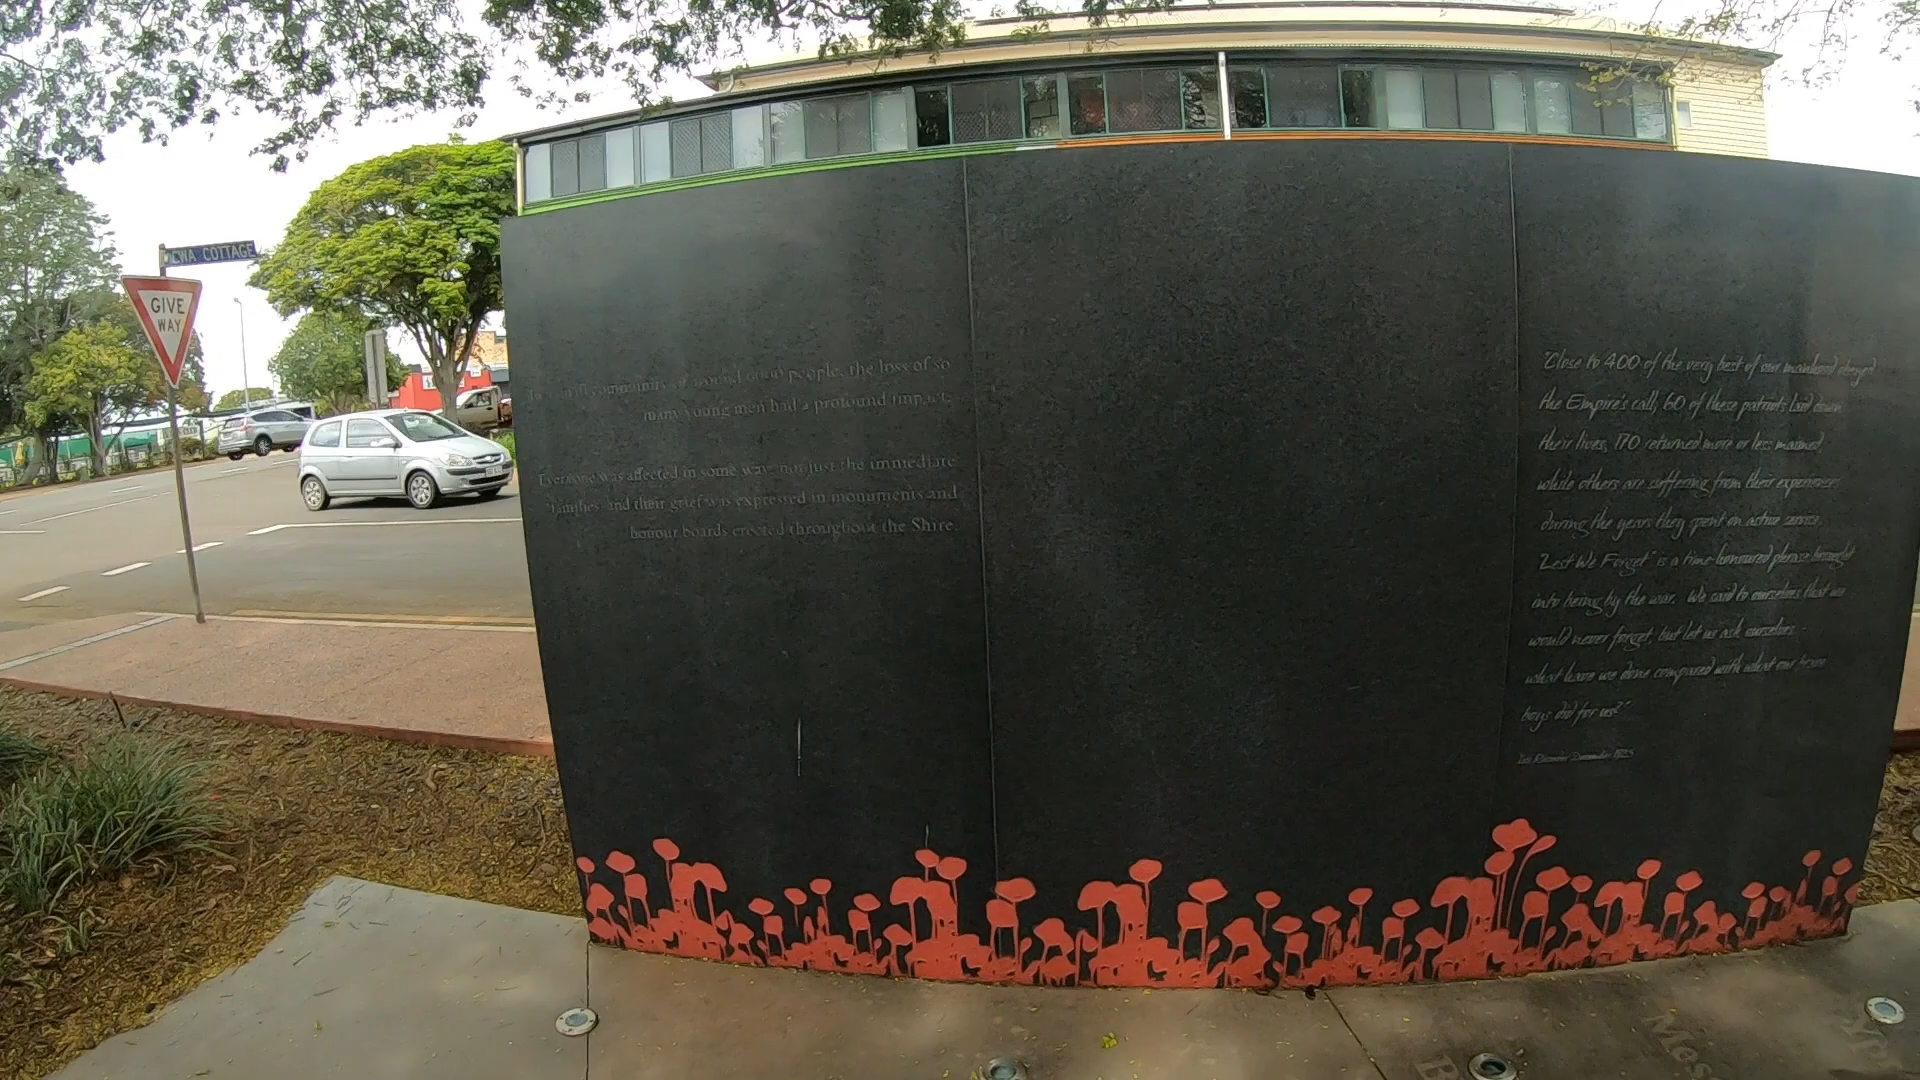 CWA COTTAGE
GIVE
WAY
In a small community of around 6000 people, the loss of so
many young men had a profound impact.
Everyone was affected in some way, not just the immediate
families, and their grief was expressed in monuments and
honour boards erected throughout the Shire.
"Close to 400 of the very best of our manhood obeyed
the Empire's call, 60 of these patriots laid down
their lives, 170 returned more or less maimed,
while others are suffering from their experiences
during the years they spent on active service.
"Lest We Forget" is a time-honoured phrase brought
into being by the war. We said to ourselves that we
would never forget, but let us ask ourselves -
what have we done compared with what our brave
boys did for us?"